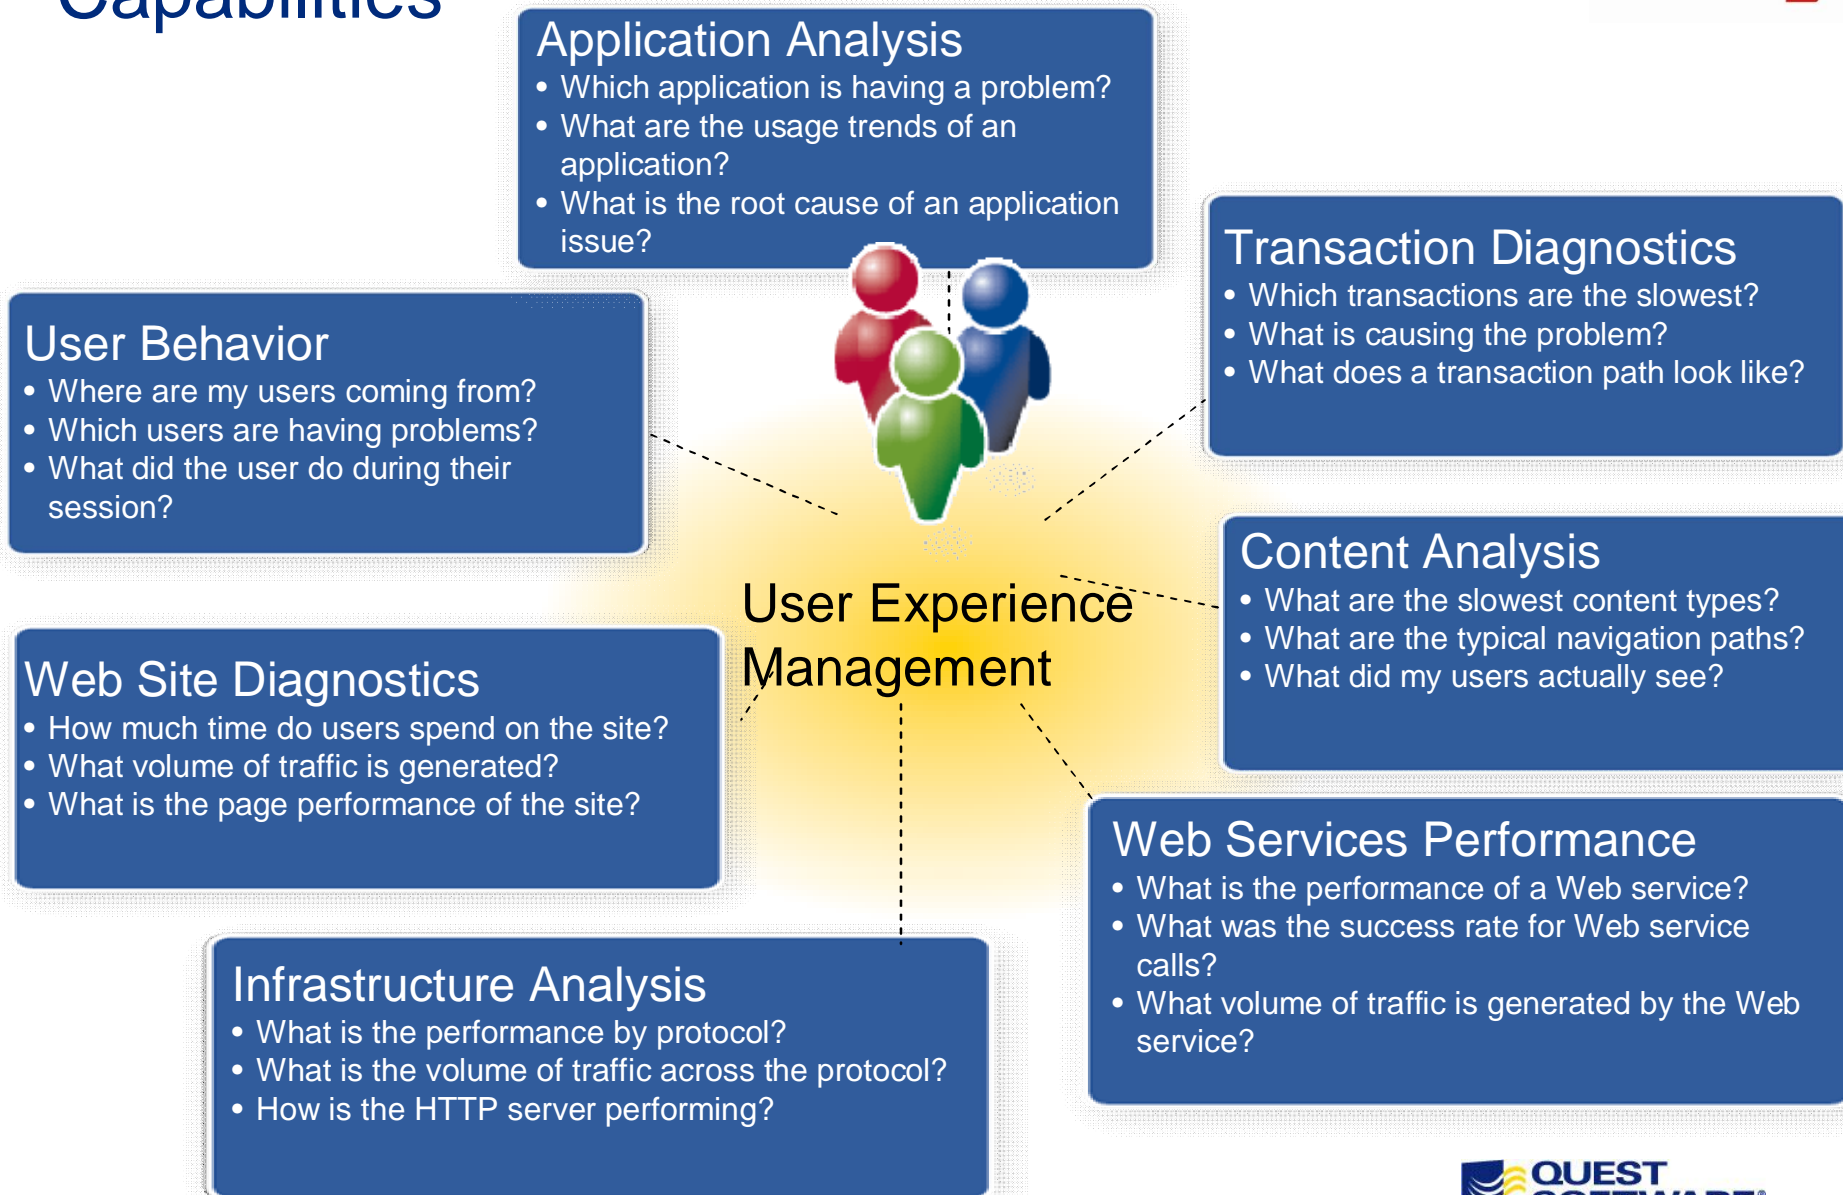 Capabilities
Application Analysis
• Which application is having a problem?
• What are the usage trends of an
application?
• What is the root cause of an application
issue?
Transaction Diagnostics
• Which transactions are the slowest?
• What is causing the problem?
• What does a transaction path look like?
User Behavior
• Where are my users coming from?
• Which users are having problems?
• What did the user do during their
session?
Content Analysis
• What are the slowest content types?
• What are the typical navigation paths?
• What did my users actually see?
User Experience
Management
Web Site Diagnostics
• How much time do users spend on the site?
• What volume of traffic is generated?
• What is the page performance of the site?
Web Services Performance
• What is the performance of a Web service?
• What was the success rate for Web service
calls?
• What volume of traffic is generated by the Web
service?
Infrastructure Analysis
• What is the performance by protocol?
• What is the volume of traffic across the protocol?
• How is the HTTP server performing?
QUEST
SOFTWARE®